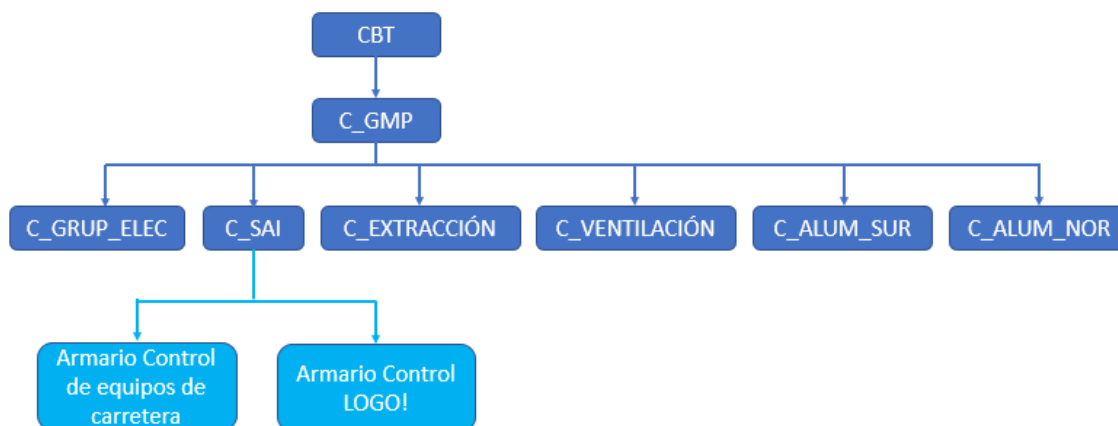 CBT
C_GMP
C_GRUP_ELEC
C_SAI
C_EXTRACCIÓN
C_VENTILACIÓN
C_ALUM_SUR
C_ALUM_NOR
Armario Control
de equipos de
carretera
Armario Control
LOGO!